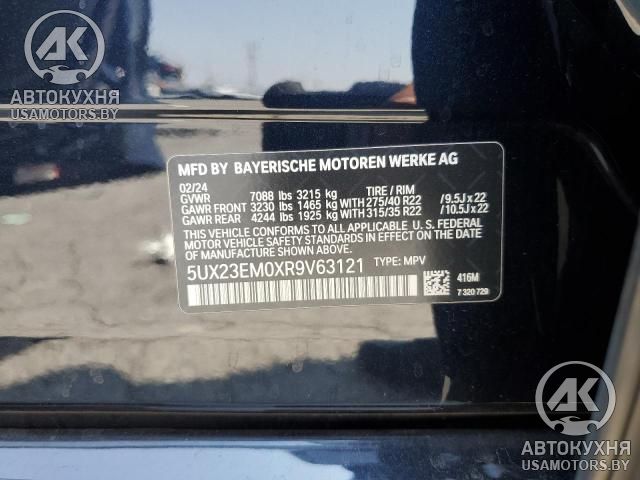 AK
АВТОКУХНЯ
USAMOTORS.BY
MFD BY BAYERISCHE MOTOREN WERKE AG
02/24
GVWR 7088 lbs 3215 kg TIRE / RIM
GAWR FRONT 3230 lbs 1465 kg WITH 275/40 R22 /9.5J x 22
GAWR REAR 4244 lbs 1925 kg WITH 315/35 R22 /10.5J x 22
THIS VEHICLE CONFORMS TO ALL APPLICABLE U. S. FEDERAL
MOTOR VEHICLE SAFETY STANDARDS IN EFFECT ON
THE DATE OF MANUFACTURE SHOWN ABOVE.
5UX23EM0XR9V63121 TYPE: MPV
416M
7 320 729
AK
АВТОКУХНЯ
USAMOTORS.BY